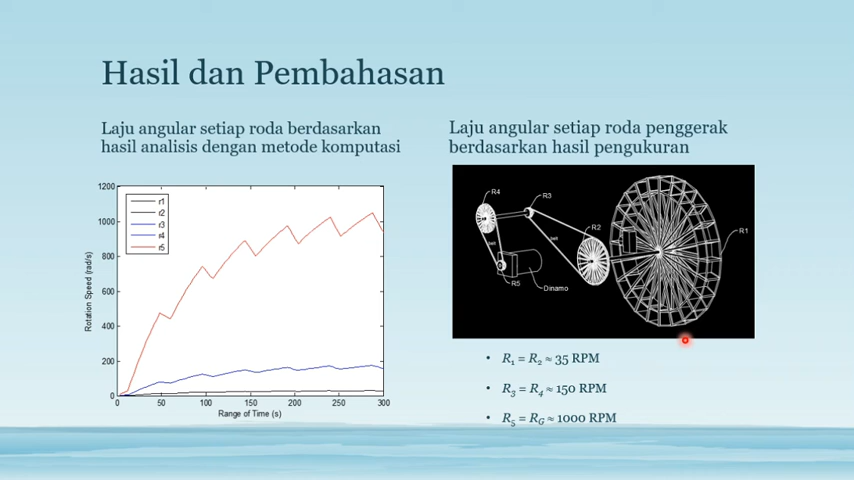 Hasil dan Pembahasan
Laju angular setiap roda berdasarkan
hasil analisis dengan metode komputasi
1200
1000
800
600
400
200
0
0
50
100
150
200
250
300
Rotation Speed (rad/s)
Range of Time (s)
r1
r2
r3
r4
r5
Laju angular setiap roda penggerak
berdasarkan hasil pengukuran
R4
R3
R2
R1
belt
belt
R5
Dinamo
• R₁ = R₂ ≈ 35 RPM
• R₃ = R₄ ≈ 150 RPM
• R₅ = R_G ≈ 1000 RPM